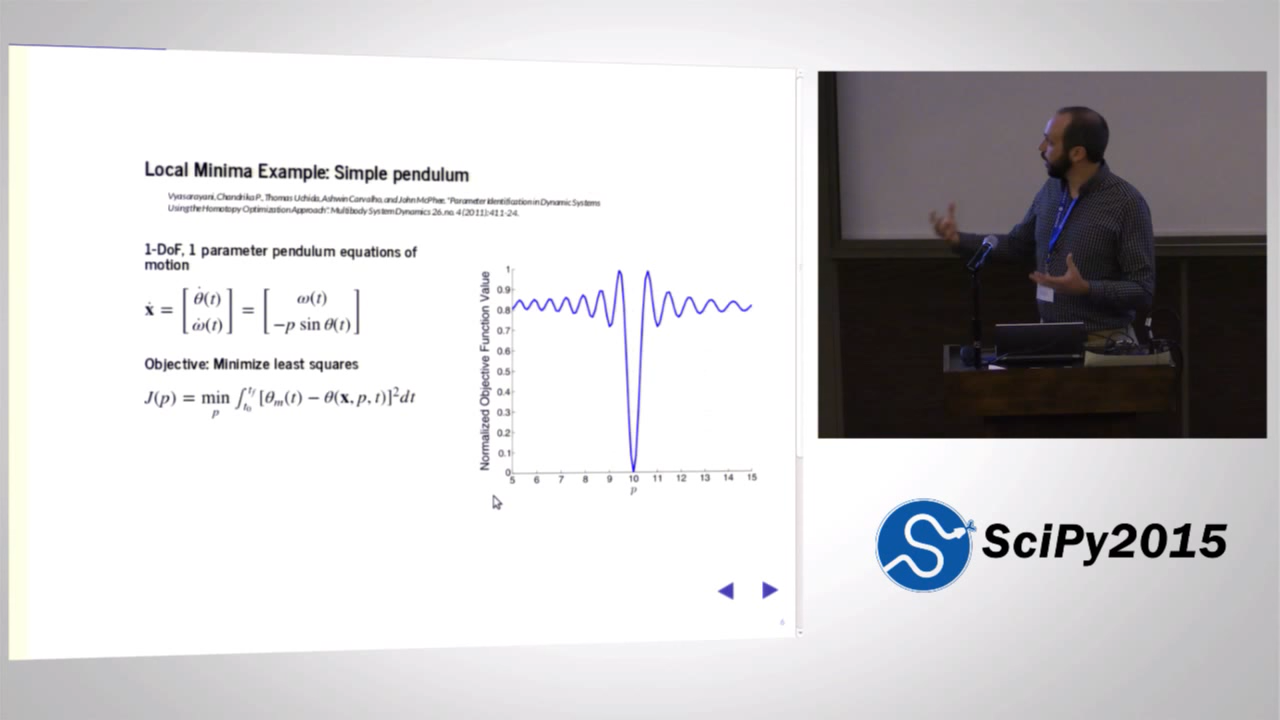 Local Minima Example: Simple pendulum
Vyasarayani, Chandrika P., Thomas Uchida, Ashwin Carvalho, and John McPhee. "Parameter Identification in Dynamic Systems
Using the Homotopy Optimization Approach". Multibody System Dynamics 26, no. 4 (2011): 411-24.
1-DoF, 1 parameter pendulum equations of
motion
ẋ = [θ̇(t) ω̇(t)] = [ω(t) −p sin θ(t)]
Objective: Minimize least squares
J(p) = min_p ∫_{t_0}^{t_f} [θ_m(t) − θ(x, p, t)]² dt
Normalized Objective Function Value
1
0.9
0.8
0.7
0.6
0.5
0.4
0.3
0.2
0.1
0
5 6 7 8 9 10 11 12 13 14 15
p
6
SciPy2015